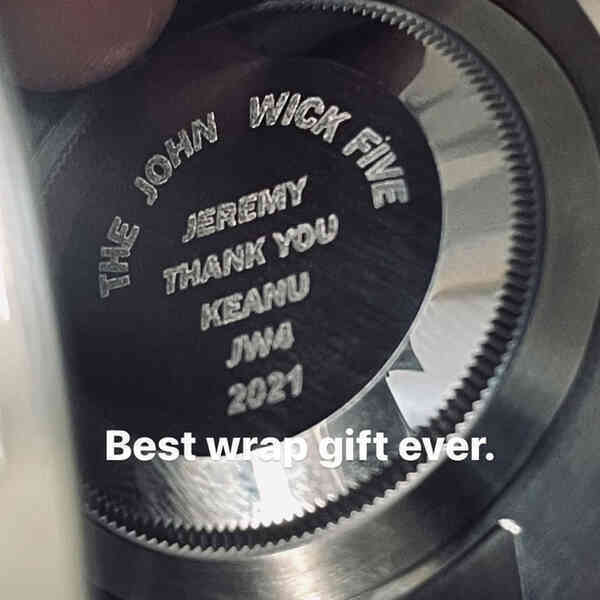 THE JOHN WICK FIVE
JEREMY
THANK YOU
KEANU
JW4
2021
Best wrap gift ever.